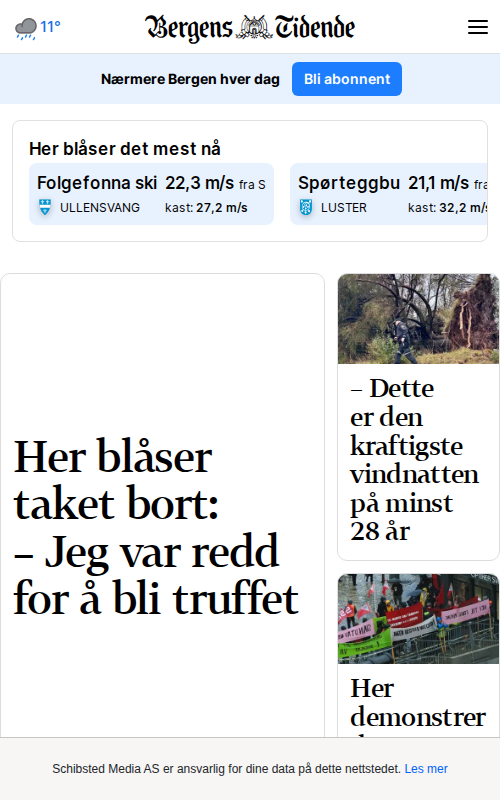 11°
Bergens Tidende
Nærmere Bergen hver dag
Bli abonnent
Her blåser det mest nå
Folgefonna ski 22,3 m/s fra S
ULLENSVANG kast: 27,2 m/s
Spørteggbu 21,1 m/s fra
LUSTER kast: 32,2 m/s
Her blåser
taket bort:
– Jeg var redd
for å bli truffet
– Dette
er den
kraftigste
vindnatten
på minst
28 år
Her
demonstrer
Schibsted Media AS er ansvarlig for dine data på dette nettstedet. Les mer